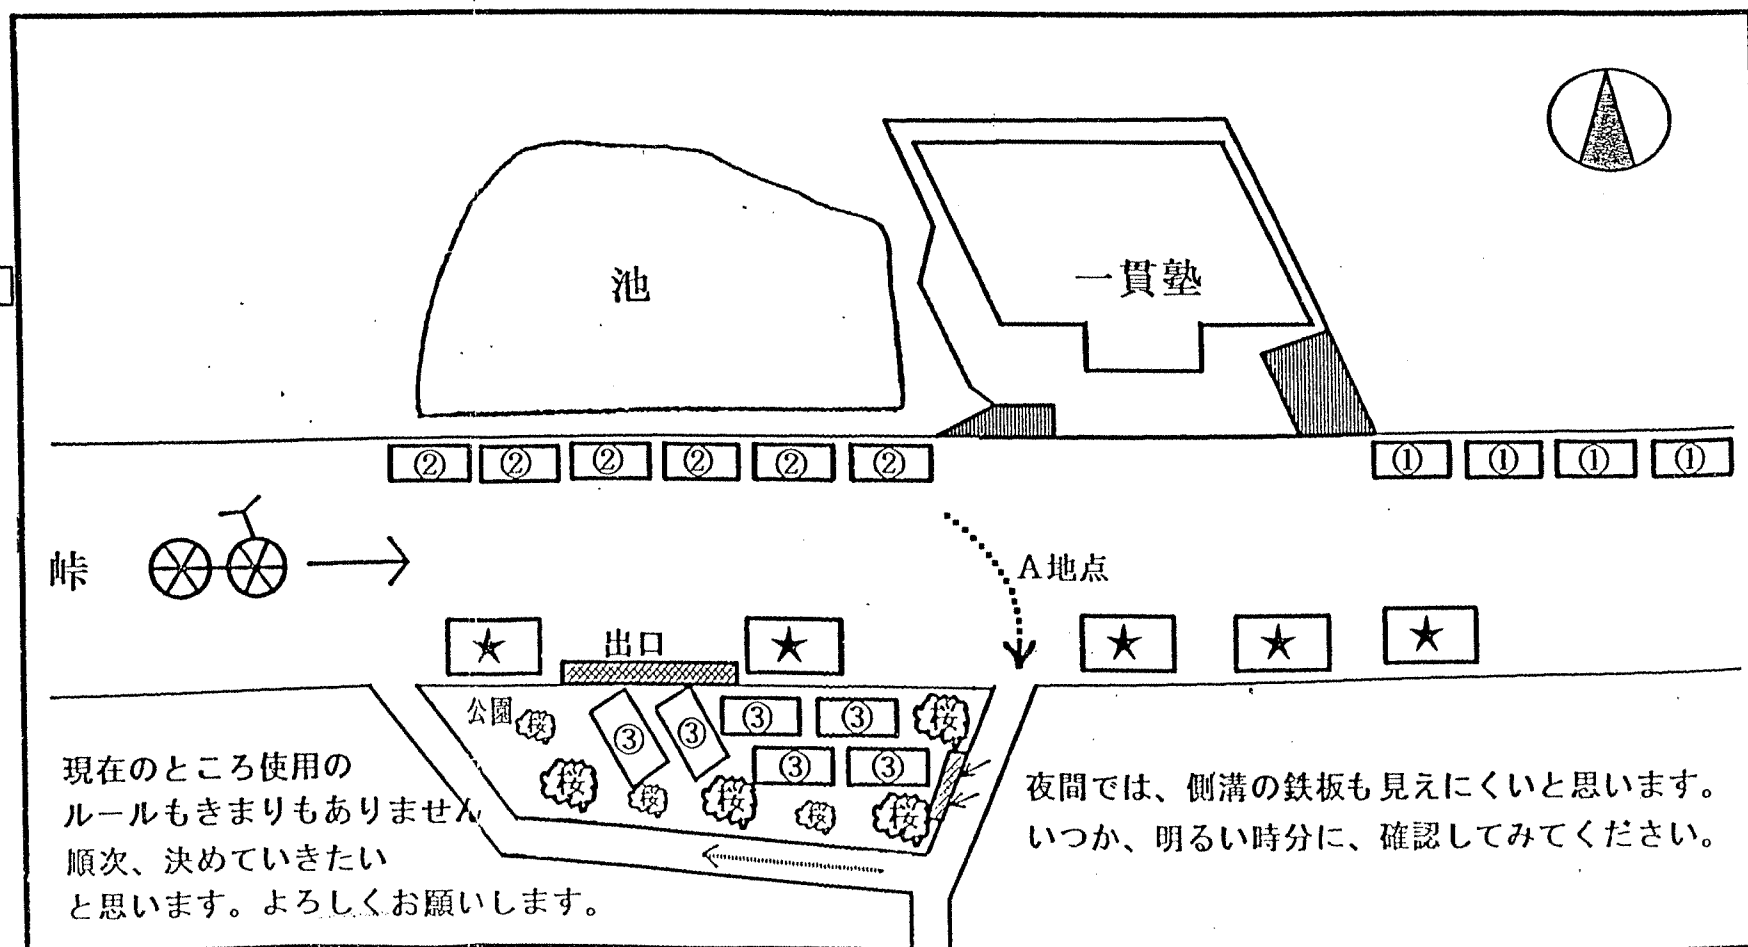 池
一貫塾
② ② ② ② ② ②
① ① ① ①
峠
A地点
★ 出口 ★
★ ★ ★
公園 桜
③ ③ ③ ③ 桜
③ ③
桜 桜 桜 桜 桜
現在のところ使用の
ルールもきまりもありません
順次、決めていきたい
と思います。よろしくお願いします。
夜間では、側溝の鉄板も見えにくいと思います。
いつか、明るい時分に、確認してみてください。